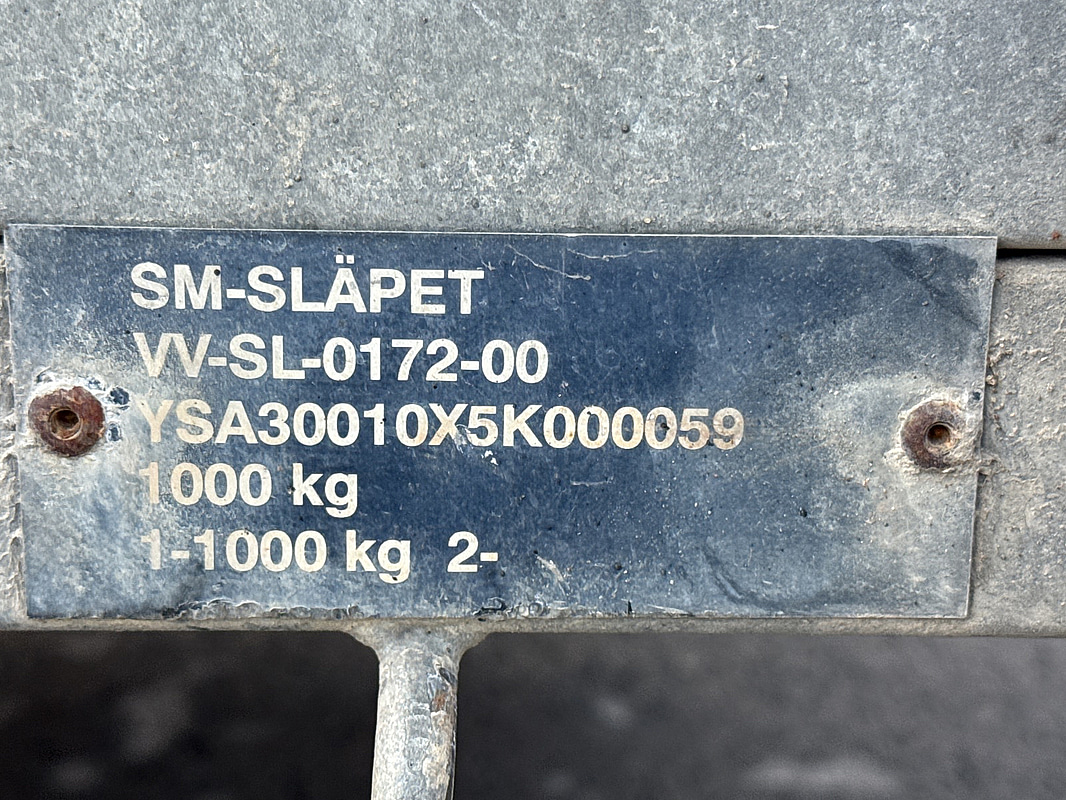 SM-SLÄPET
VV-SL-0172-00
YSA30010X5K000059
1000 kg
1-1000 kg 2-